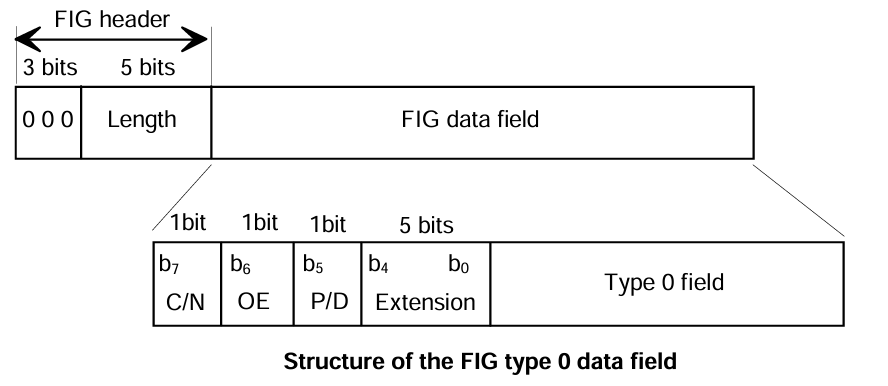 FIG header
3 bits 5 bits
0 0 0 Length FIG data field
1bit 1bit 1bit 5 bits
b₇ b₆ b₅ b₄ b₀
C/N OE P/D Extension Type 0 field
Structure of the FIG type 0 data field